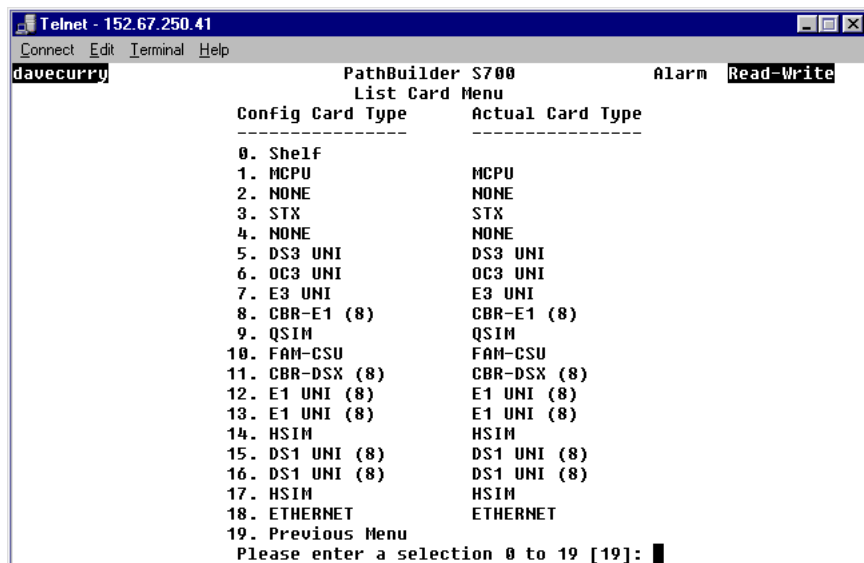 Telnet - 152.67.250.41
Connect Edit Terminal Help
davecurry PathBuilder S700 Alarm Read-Write
List Card Menu
Config Card Type Actual Card Type
---------------- ----------------
0. Shelf
1. MCPU MCPU
2. NONE NONE
3. STX STX
4. NONE NONE
5. DS3 UNI DS3 UNI
6. OC3 UNI OC3 UNI
7. E3 UNI E3 UNI
8. CBR-E1 (8) CBR-E1 (8)
9. QSIM QSIM
10. FAM-CSU FAM-CSU
11. CBR-DSX (8) CBR-DSX (8)
12. E1 UNI (8) E1 UNI (8)
13. E1 UNI (8) E1 UNI (8)
14. HSIM HSIM
15. DS1 UNI (8) DS1 UNI (8)
16. DS1 UNI (8) DS1 UNI (8)
17. HSIM HSIM
18. ETHERNET ETHERNET
19. Previous Menu
Please enter a selection 0 to 19 [19]: